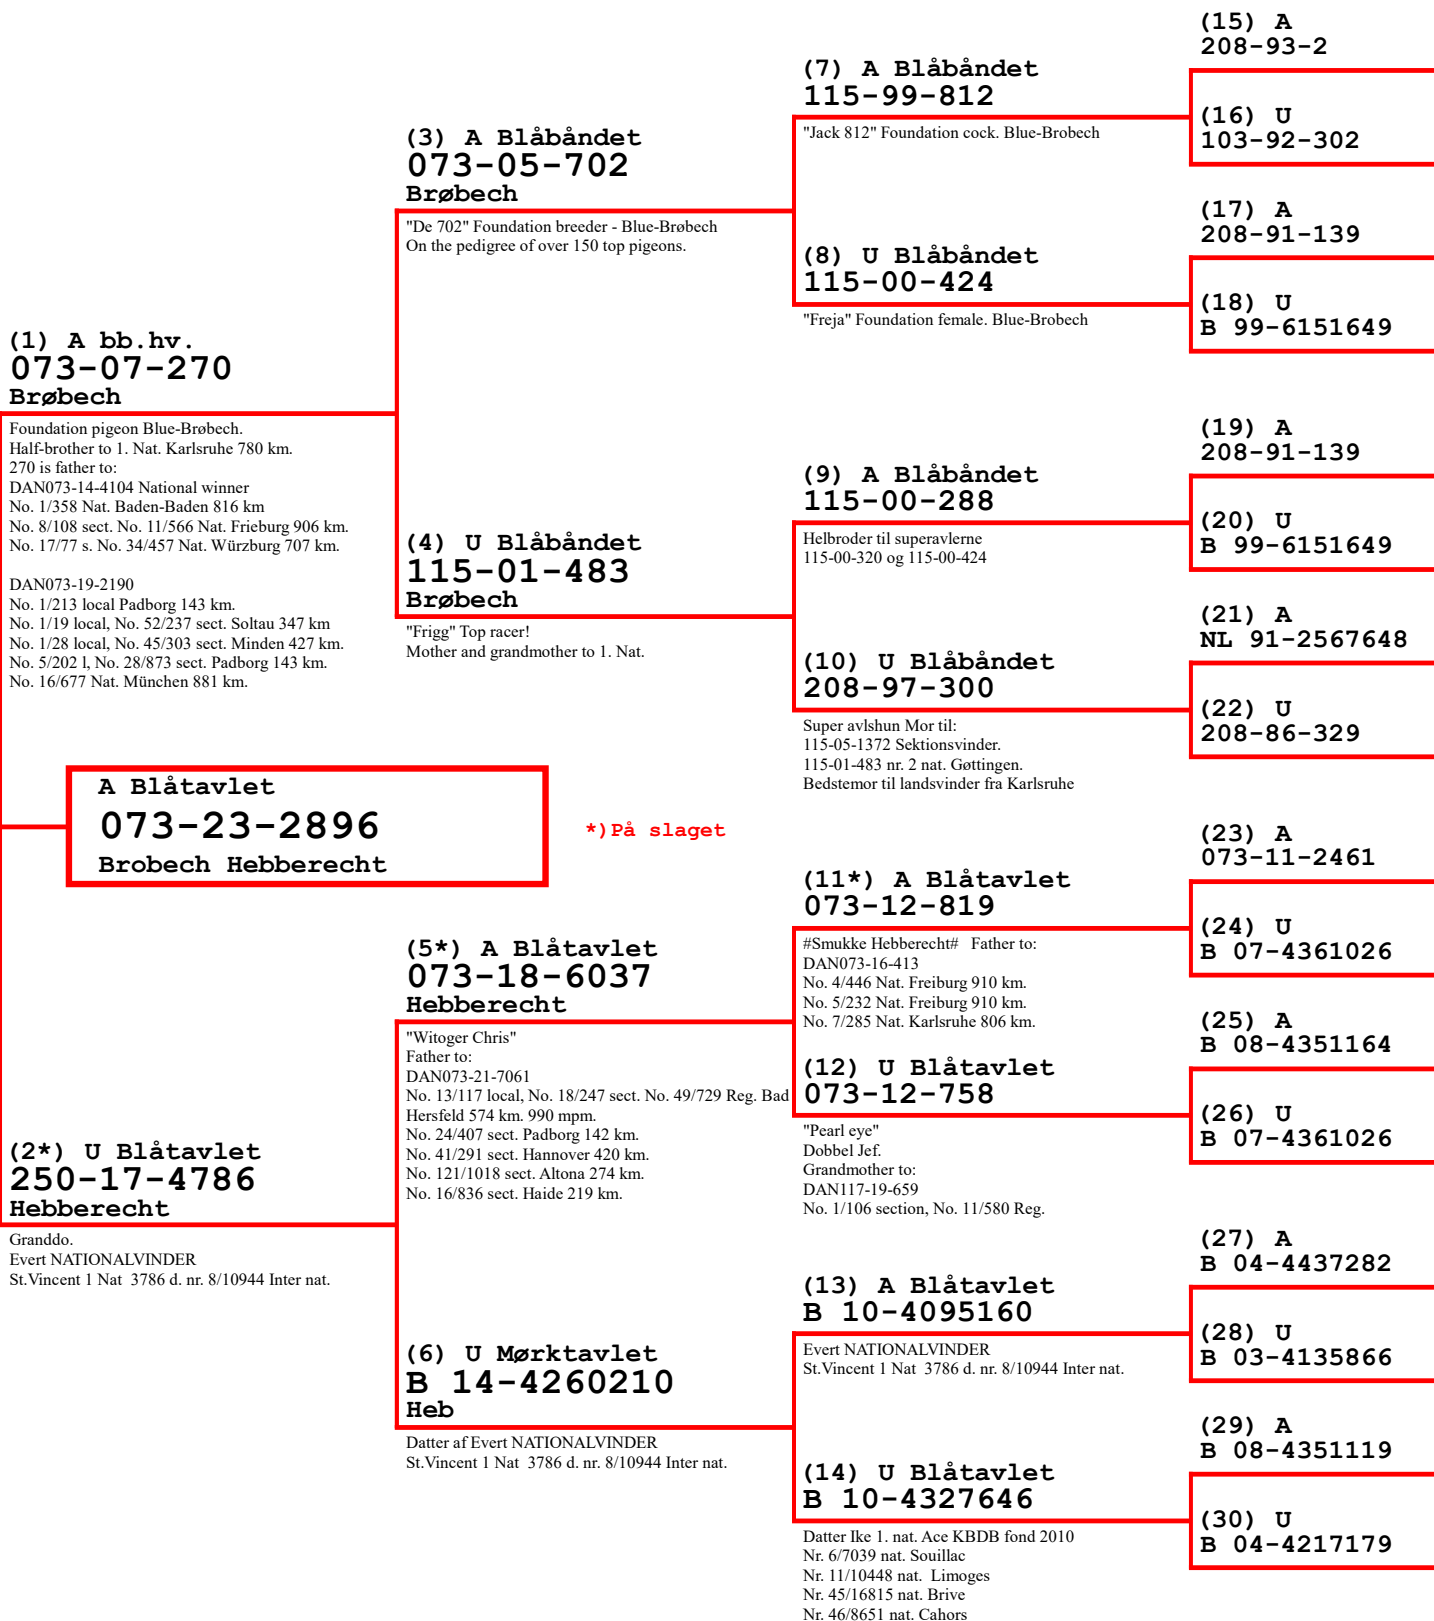 (1) A bb.hv.
073-07-270
Brøbech
Foundation pigeon Blue-Brøbech.
Half-brother to 1. Nat. Karlsruhe 780 km.
270 is father to:
DAN073-14-4104 National winner
No. 1/358 Nat. Baden-Baden 816 km
No. 8/108 sect. No. 11/566 Nat. Frieburg 906 km.
No. 17/77 s. No. 34/457 Nat. Würzburg 707 km.
DAN073-19-2190
No. 1/213 local Padborg 143 km.
No. 1/19 local, No. 52/237 sect. Soltau 347 km
No. 1/28 local, No. 45/303 sect. Minden 427 km.
No. 5/202 l, No. 28/873 sect. Padborg 143 km.
No. 16/677 Nat. München 881 km.
A Blåtavlet
073-23-2896
Brobech Hebberecht
*)På slaget
(2*) U Blåtavlet
250-17-4786
Hebberecht
Granddo.
Evert NATIONALVINDER
St.Vincent 1 Nat  3786 d. nr. 8/10944 Inter nat.
(3) A Blåbåndet
073-05-702
Brøbech
"De 702" Foundation breeder - Blue-Brøbech
On the pedigree of over 150 top pigeons.
(4) U Blåbåndet
115-01-483
Brøbech
"Frigg" Top racer!
Mother and grandmother to 1. Nat.
(5*) A Blåtavlet
073-18-6037
Hebberecht
"Witoger Chris"
Father to:
DAN073-21-7061
No. 13/117 local, No. 18/247 sect. No. 49/729 Reg. Bad
Hersfeld 574 km. 990 mpm.
No. 24/407 sect. Padborg 142 km.
No. 41/291 sect. Hannover 420 km.
No. 121/1018 sect. Altona 274 km.
No. 16/836 sect. Haide 219 km.
(6) U Mørktavlet
B 14-4260210
Heb
Datter af Evert NATIONALVINDER
St.Vincent 1 Nat  3786 d. nr. 8/10944 Inter nat.
(7) A Blåbåndet
115-99-812
"Jack 812" Foundation cock. Blue-Brobech
(8) U Blåbåndet
115-00-424
"Freja" Foundation female. Blue-Brobech
(9) A Blåbåndet
115-00-288
Helbroder til superavlerne
115-00-320 og 115-00-424
(10) U Blåbåndet
208-97-300
Super avlshun Mor til:
115-05-1372 Sektionsvinder.
115-01-483 nr. 2 nat. Gøttingen.
Bedstemor til landsvinder fra Karlsruhe
(11*) A Blåtavlet
073-12-819
#Smukke Hebberecht#   Father to:
DAN073-16-413
No. 4/446 Nat. Freiburg 910 km.
No. 5/232 Nat. Freiburg 910 km.
No. 7/285 Nat. Karlsruhe 806 km.
(12) U Blåtavlet
073-12-758
"Pearl eye"
Dobbel Jef.
Grandmother to:
DAN117-19-659
No. 1/106 section, No. 11/580 Reg.
(13) A Blåtavlet
B 10-4095160
Evert NATIONALVINDER
St.Vincent 1 Nat  3786 d. nr. 8/10944 Inter nat.
(14) U Blåtavlet
B 10-4327646
Datter Ike 1. nat. Ace KBDB fond 2010
Nr. 6/7039 nat. Souillac
Nr. 11/10448 nat.  Limoges
Nr. 45/16815 nat. Brive
Nr. 46/8651 nat. Cahors
(15) A
208-93-2
(16) U
103-92-302
(17) A
208-91-139
(18) U
B 99-6151649
(19) A
208-91-139
(20) U
B 99-6151649
(21) A
NL 91-2567648
(22) U
208-86-329
(23) A
073-11-2461
(24) U
B 07-4361026
(25) A
B 08-4351164
(26) U
B 07-4361026
(27) A
B 04-4437282
(28) U
B 03-4135866
(29) A
B 08-4351119
(30) U
B 04-4217179